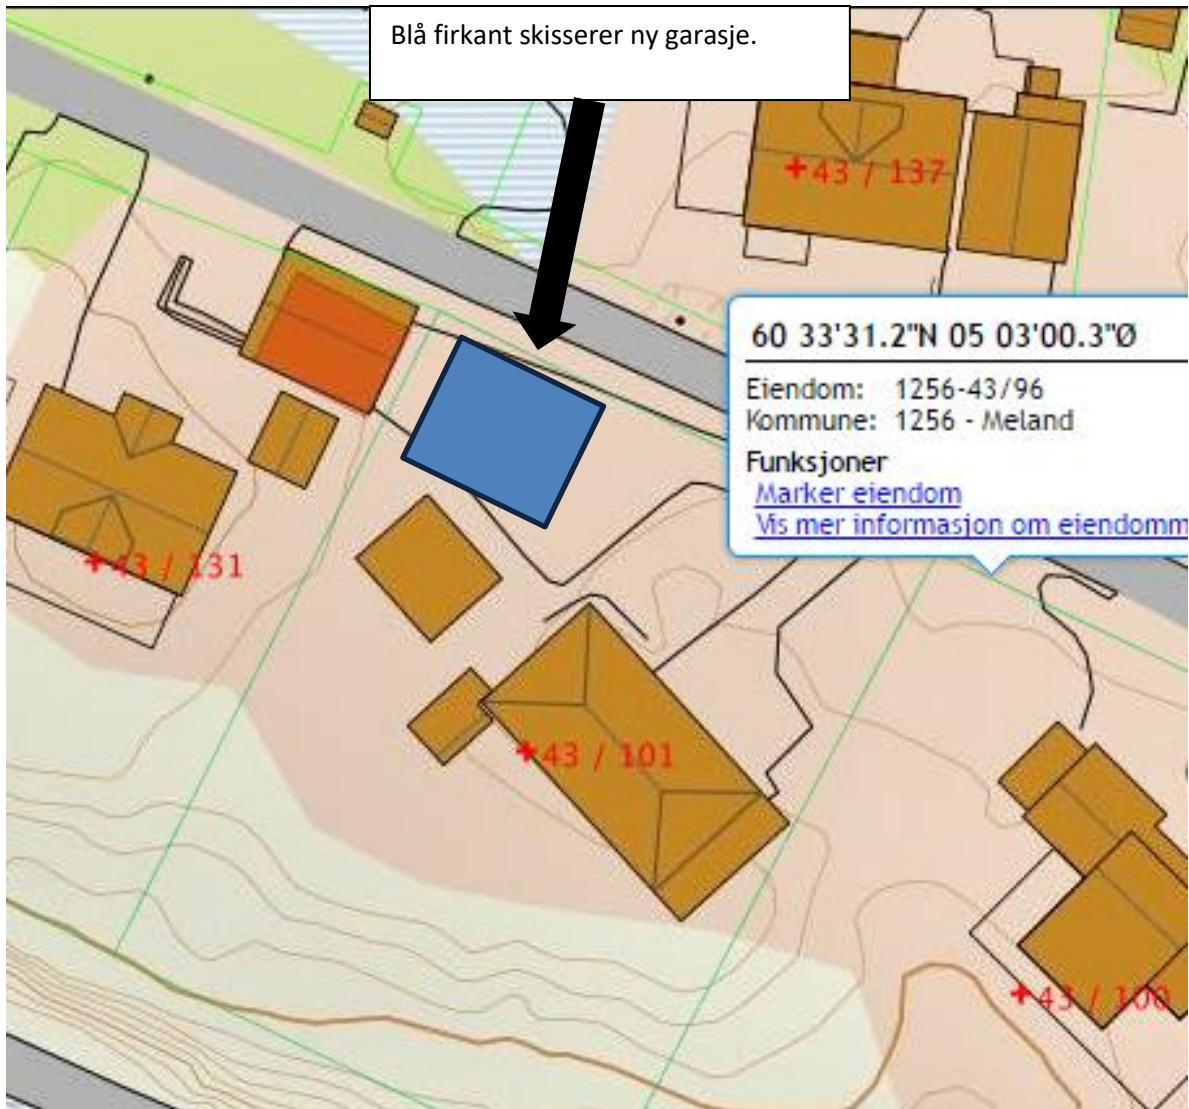 Blå firkant skisserer ny garasje.
+43 / 137
60 33'31.2"N 05 03'00.3"Ø
Eiendom: 1256-43/96
Kommune: 1256 - Meland
Funksjoner
Marker eiendom
Vis mer informasjon om eiendomm
+43 / 131
+43 / 101
+43 / 100